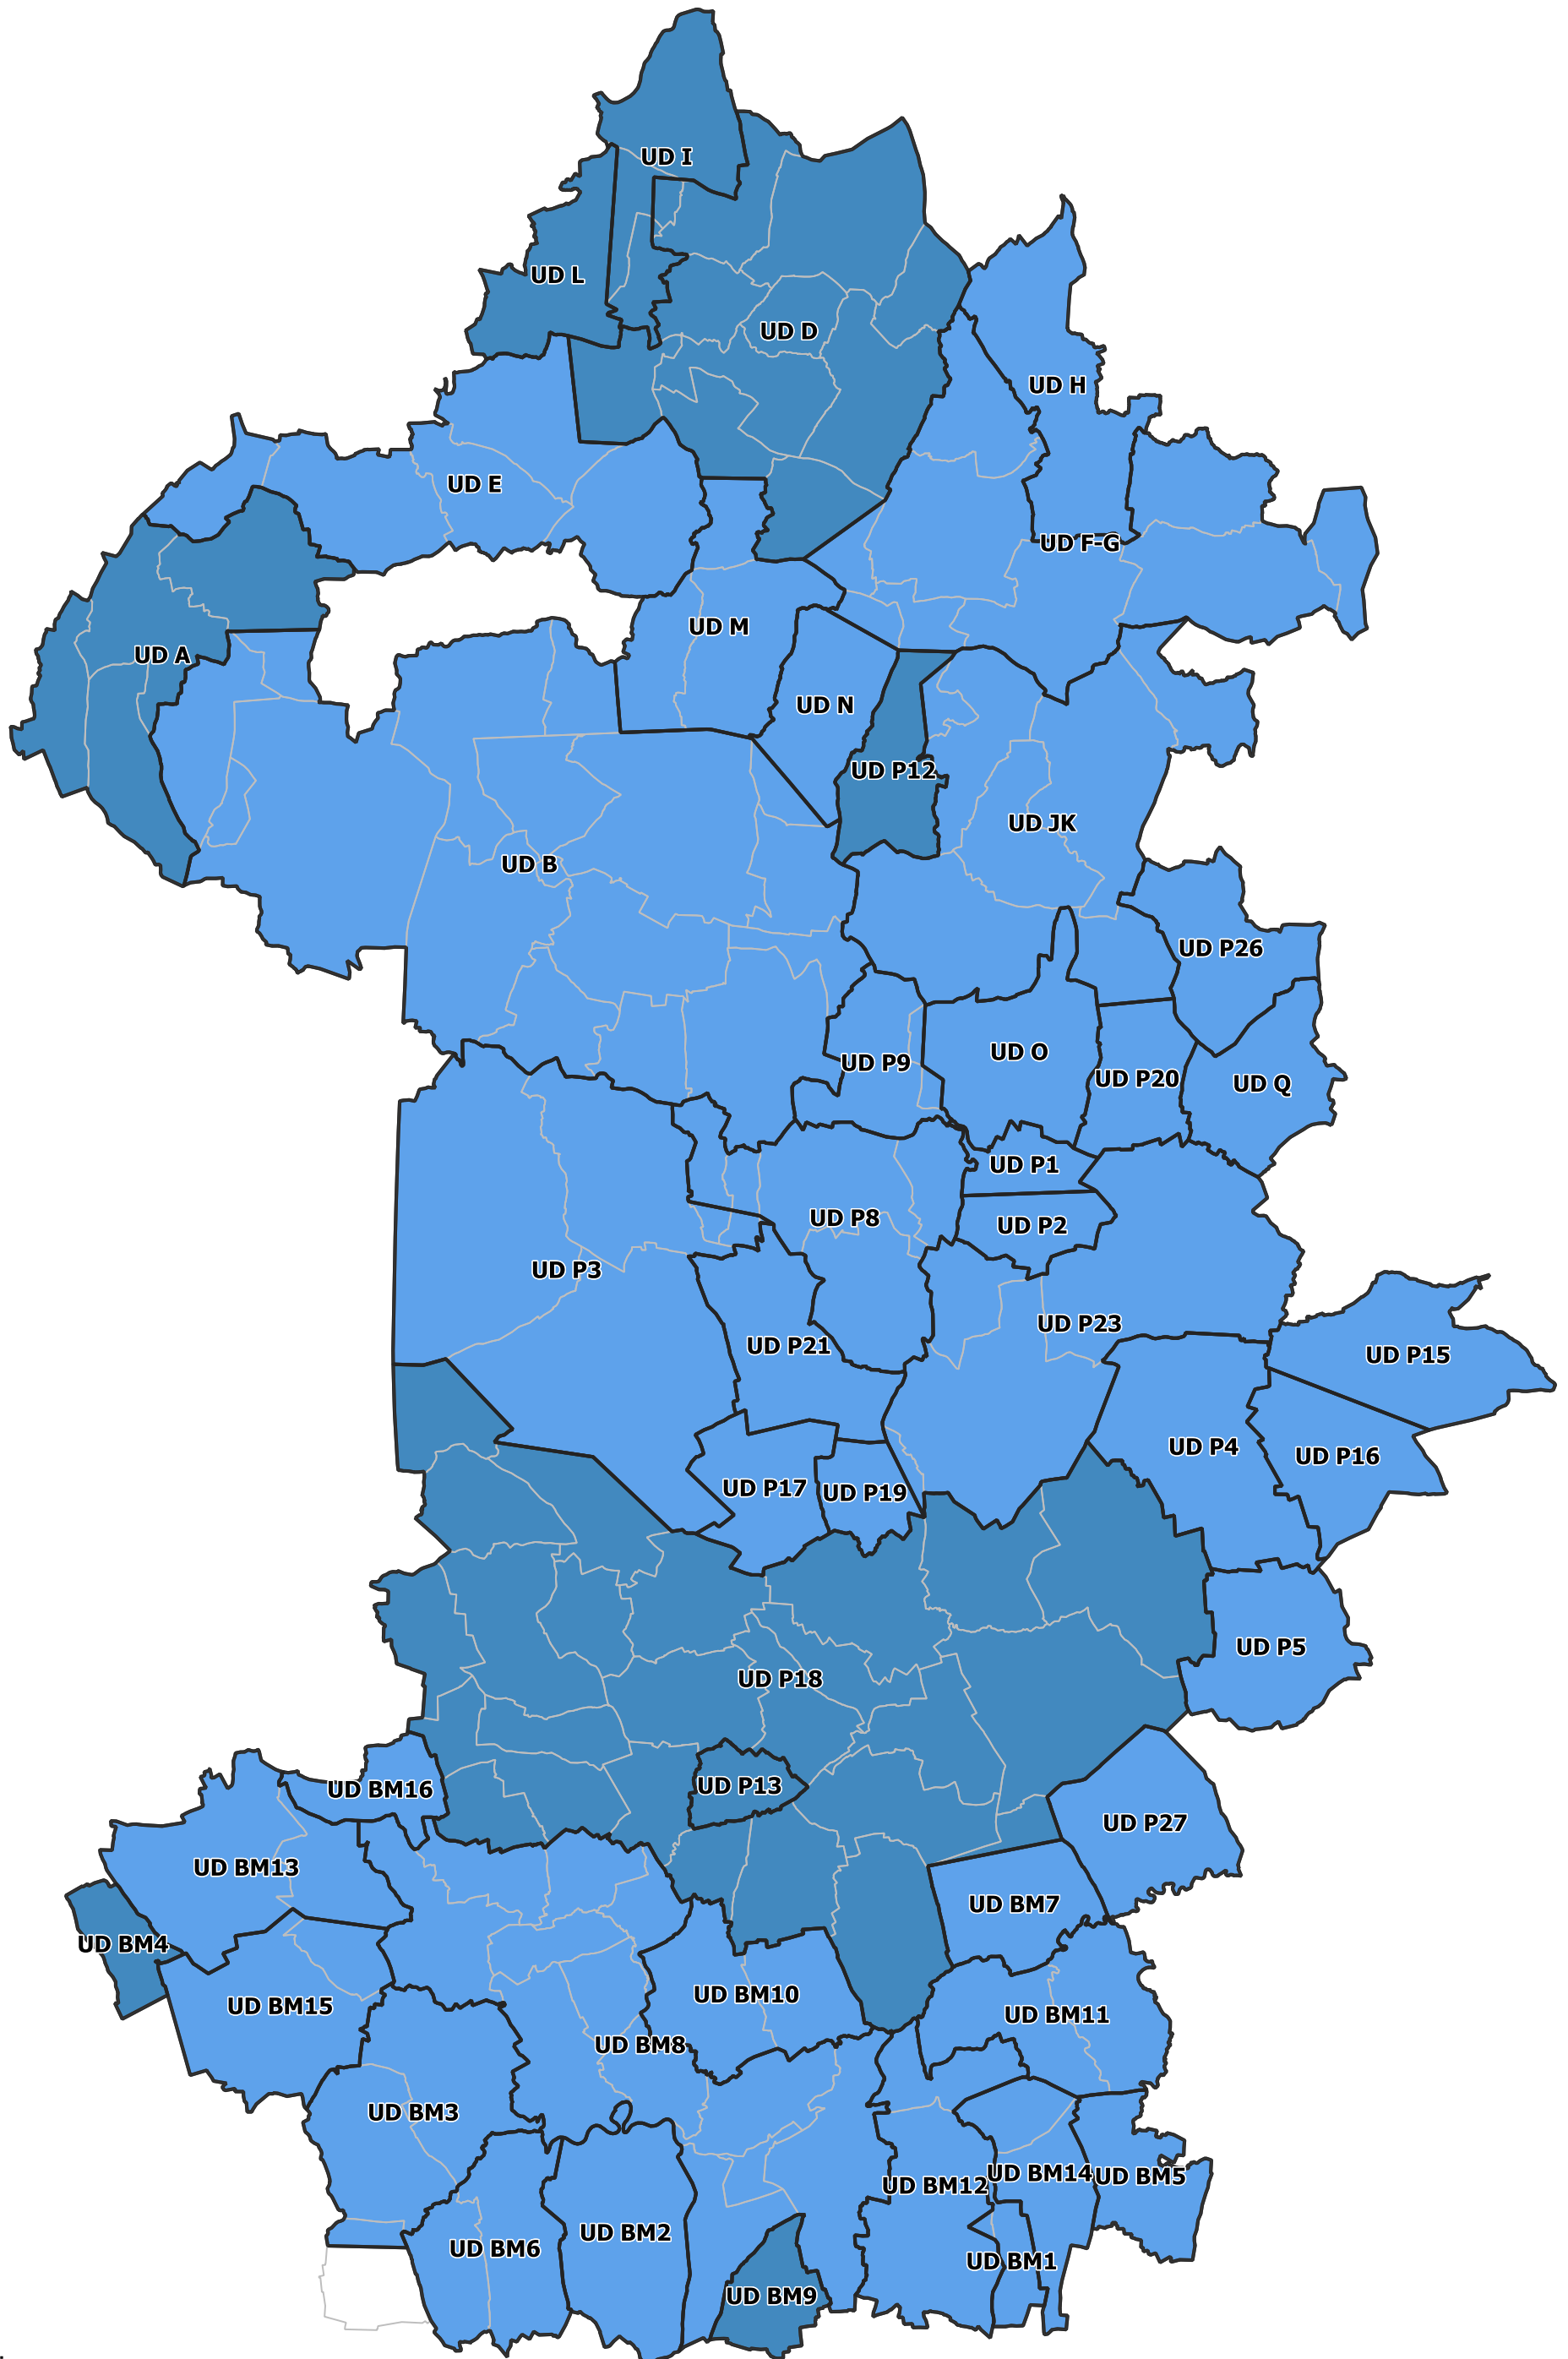 UD I
UD L
UD D
UD H
UD E
UD F-G
UD M
UD A
UD N
UD P12
UD JK
UD B
UD P26
UD O
UD P9
UD P20
UD Q
UD P1
UD P8
UD P2
UD P3
UD P23
UD P21
UD P15
UD P4
UD P16
UD P17
UD P19
UD P5
UD P18
UD P13
UD BM16
UD P27
UD BM13
UD BM7
UD BM4
UD BM10
UD BM15
UD BM11
UD BM8
UD BM3
UD BM14
UD BM5
UD BM12
UD BM2
UD BM6
UD BM1
UD BM9